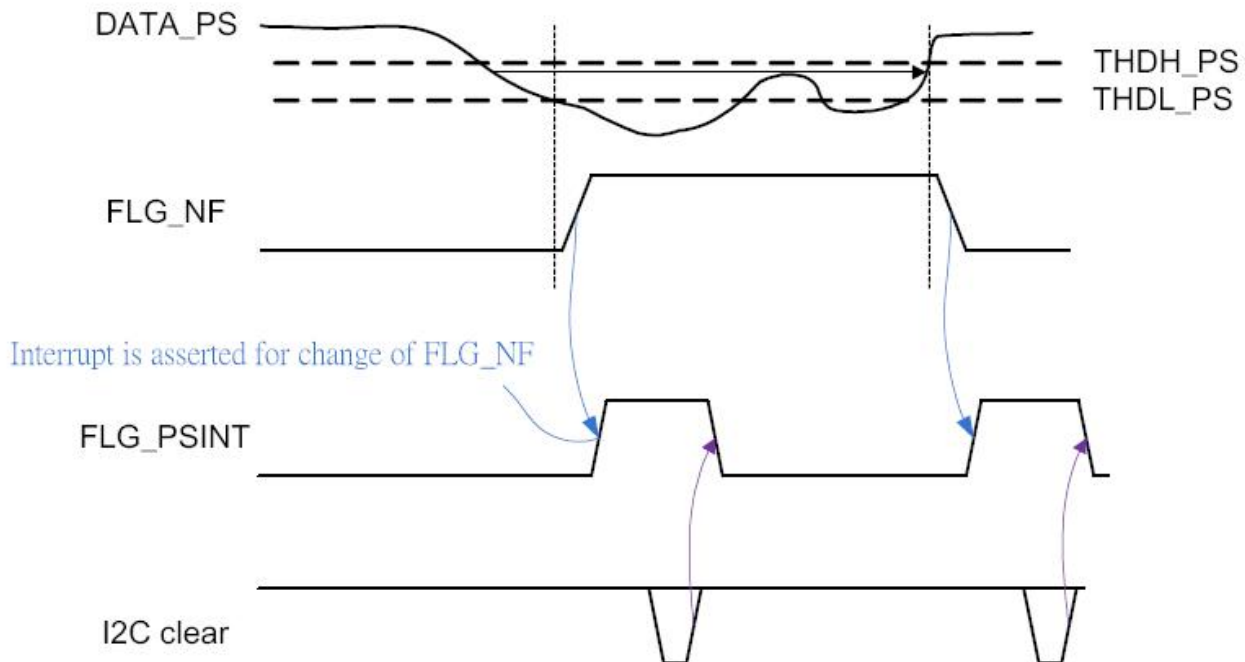 DATA_PS
THDH_PS
THDL_PS
FLG_NF
Interrupt is asserted for change of FLG_NF
FLG_PSINT
I2C clear